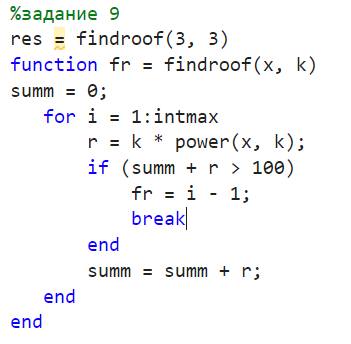 %задание 9
res = findroof(3, 3)
function fr = findroof(x, k)
summ = 0;
for i = 1:intmax
r = k * power(x, k);
if (summ + r > 100)
fr = i - 1;
break
end
summ = summ + r;
end
end